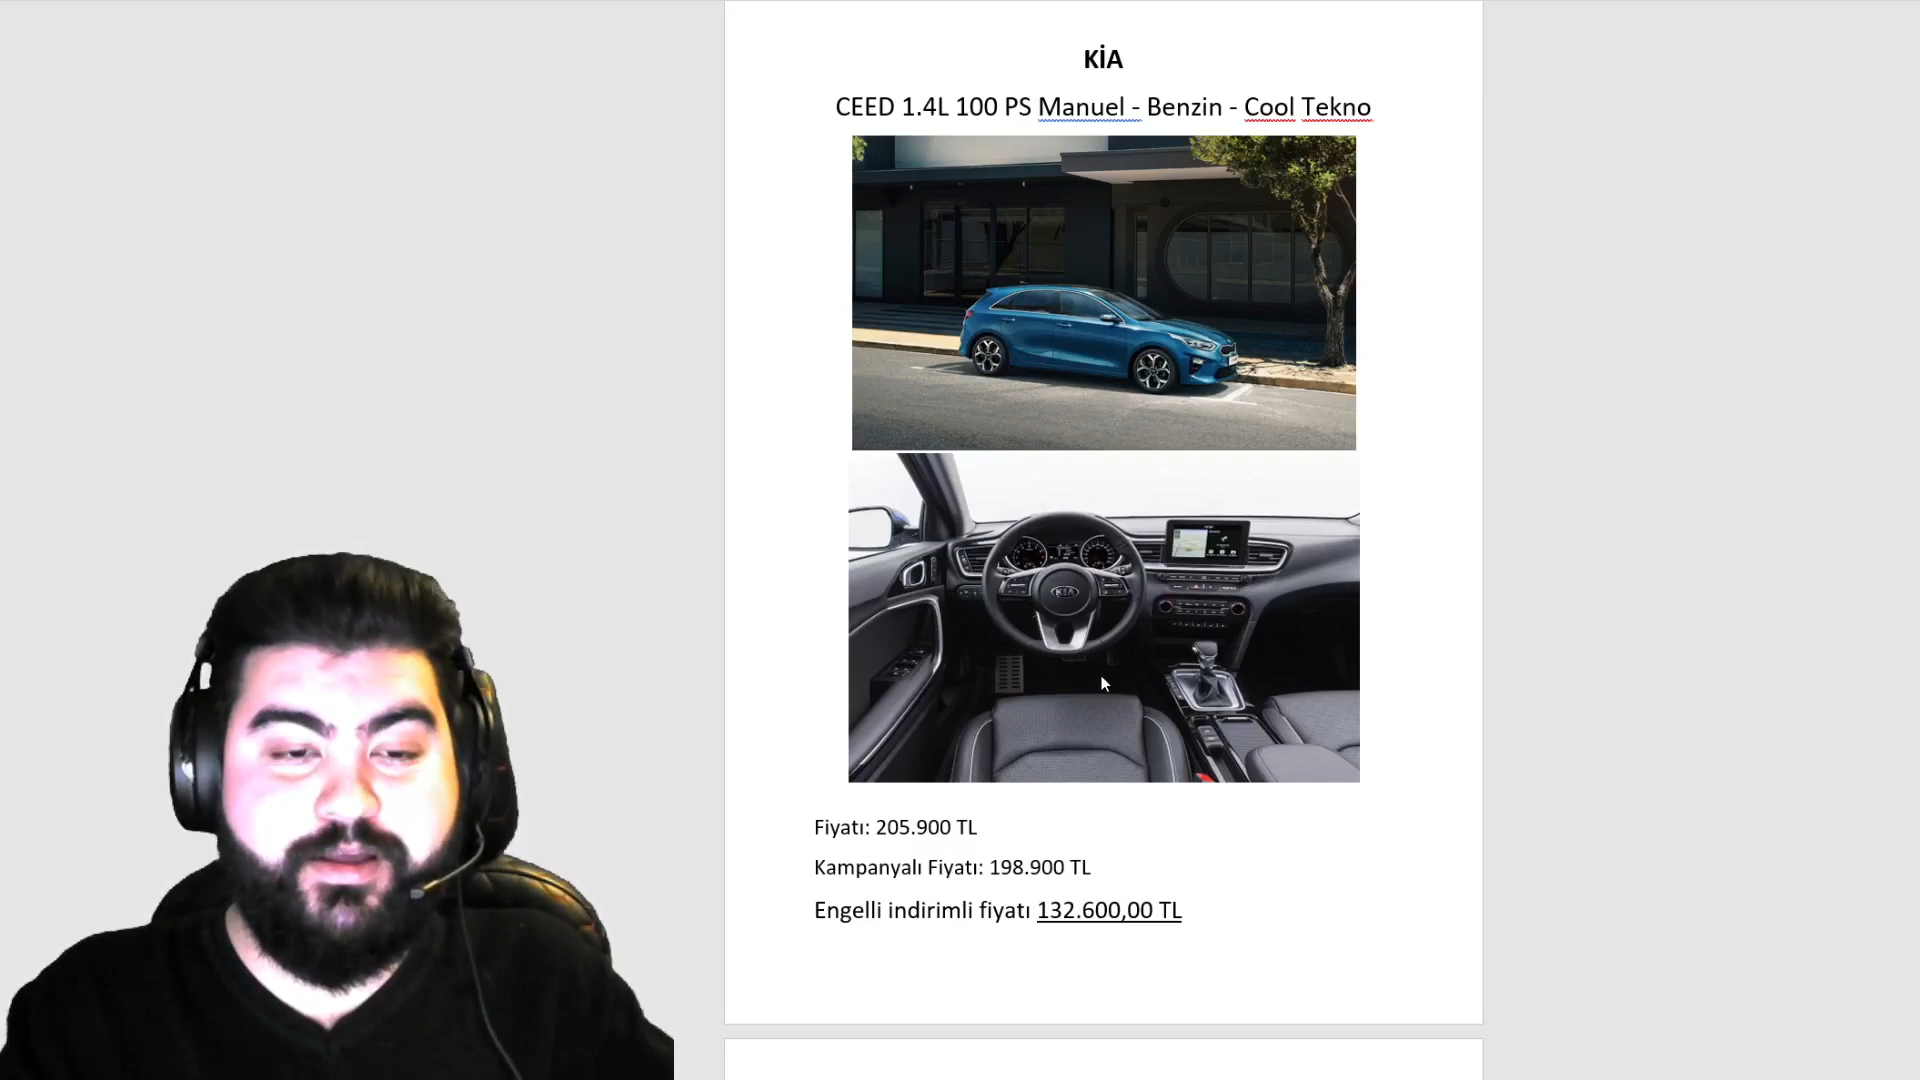 KİA
CEED 1.4L 100 PS Manuel - Benzin - Cool Tekno
KIA
Fiyatı: 205.900 TL
Kampanyalı Fiyatı: 198.900 TL
Engelli indirimli fiyatı 132.600,00 TL